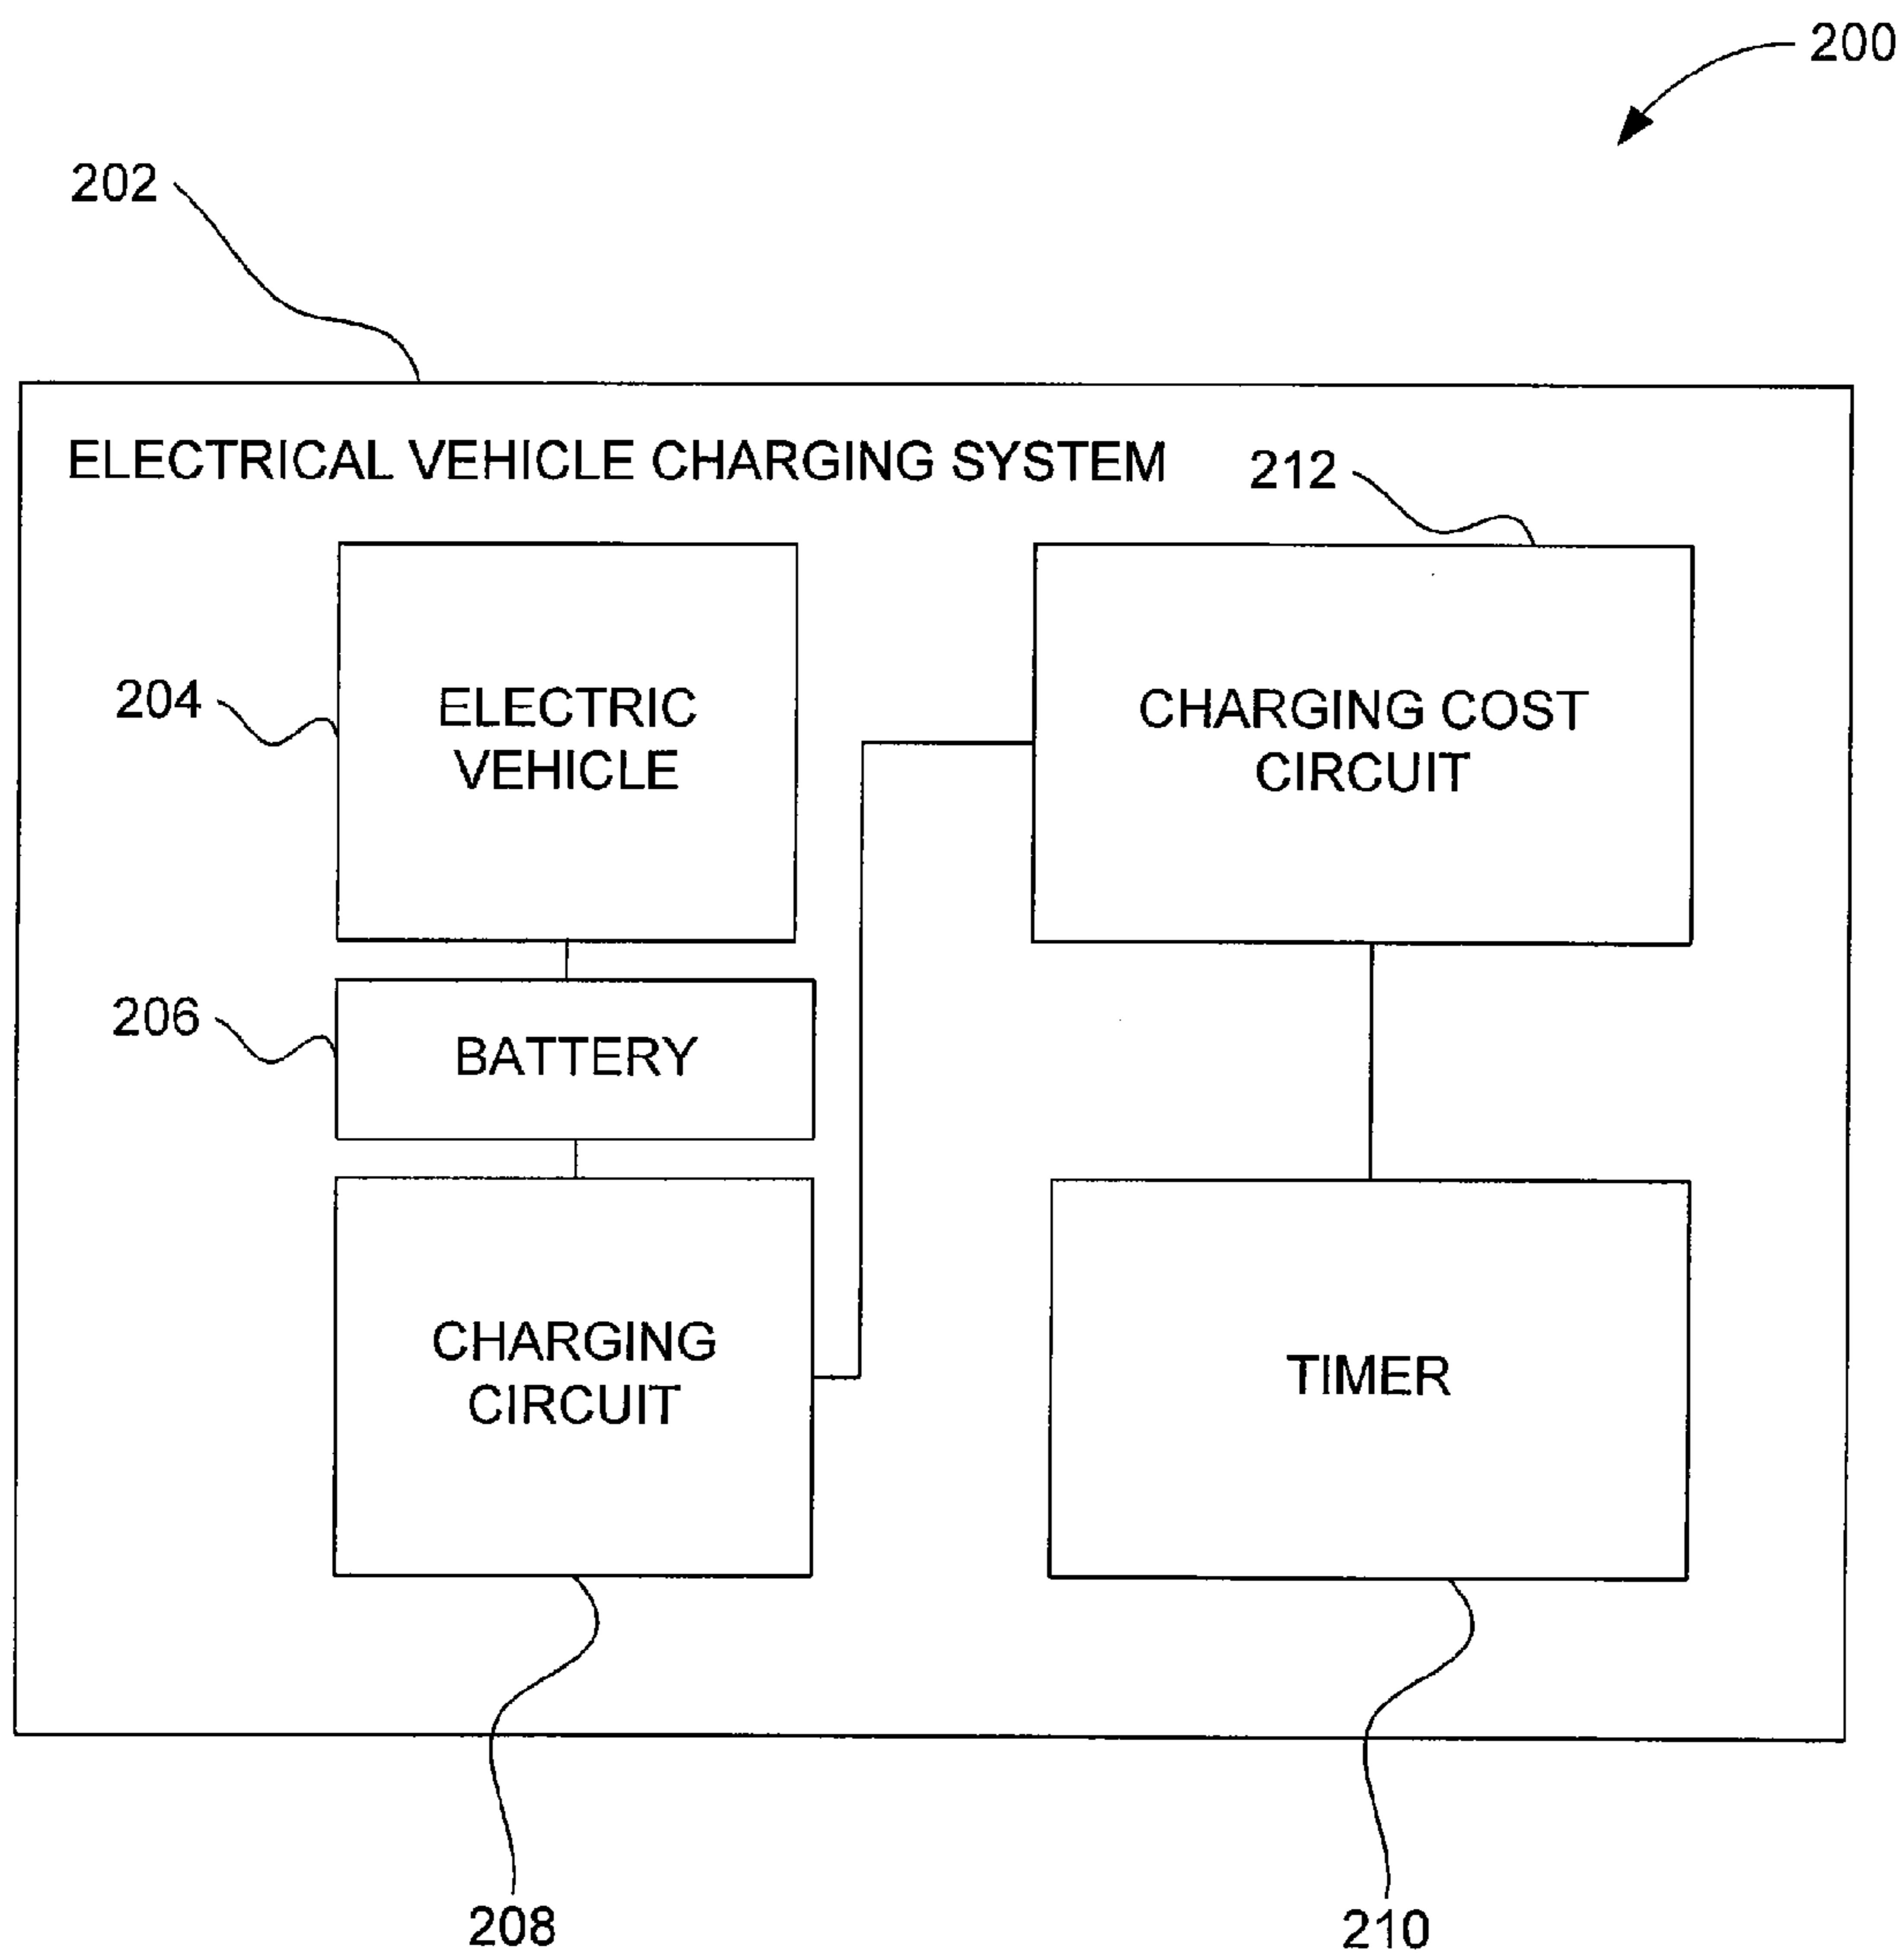 200
202
ELECTRICAL VEHICLE CHARGING SYSTEM
212
204
ELECTRIC
VEHICLE
CHARGING COST
CIRCUIT
206
BATTERY
CHARGING
CIRCUIT
TIMER
208
210